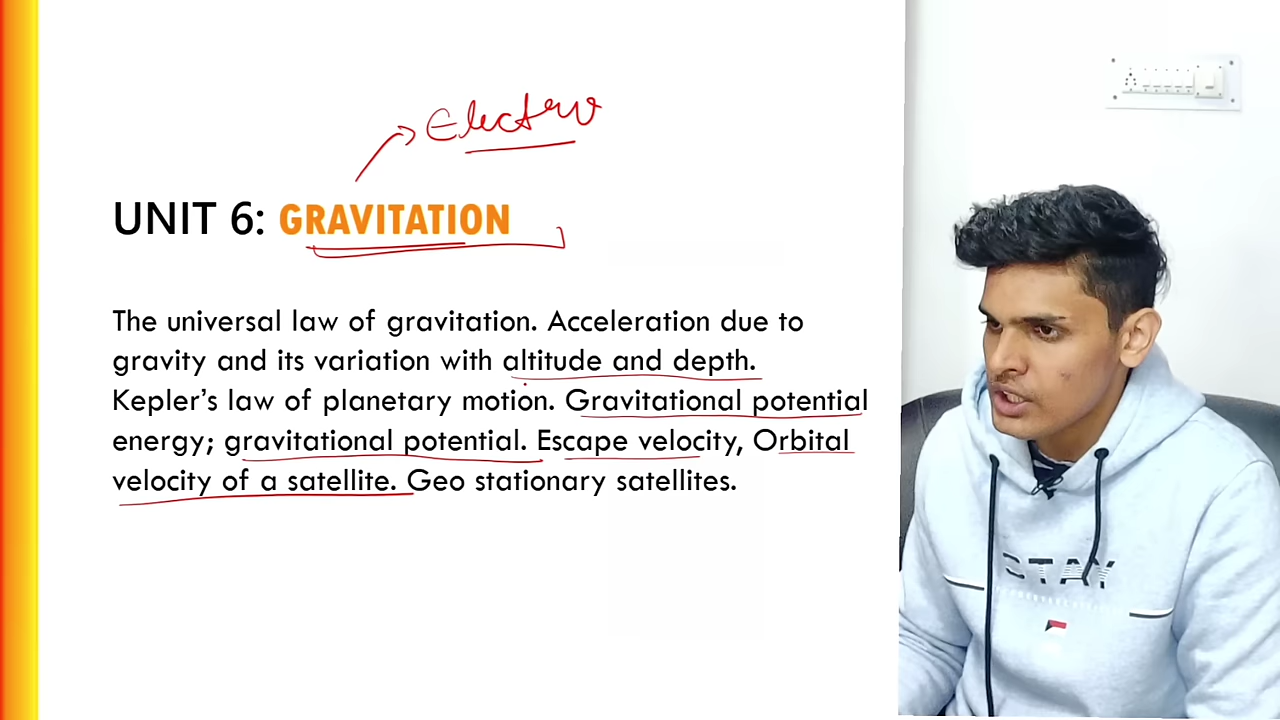 Electro
UNIT 6: GRAVITATION
The universal law of gravitation. Acceleration due to
gravity and its variation with altitude and depth.
Kepler’s law of planetary motion. Gravitational potential
energy; gravitational potential. Escape velocity, Orbital
velocity of a satellite. Geo stationary satellites.
STAY